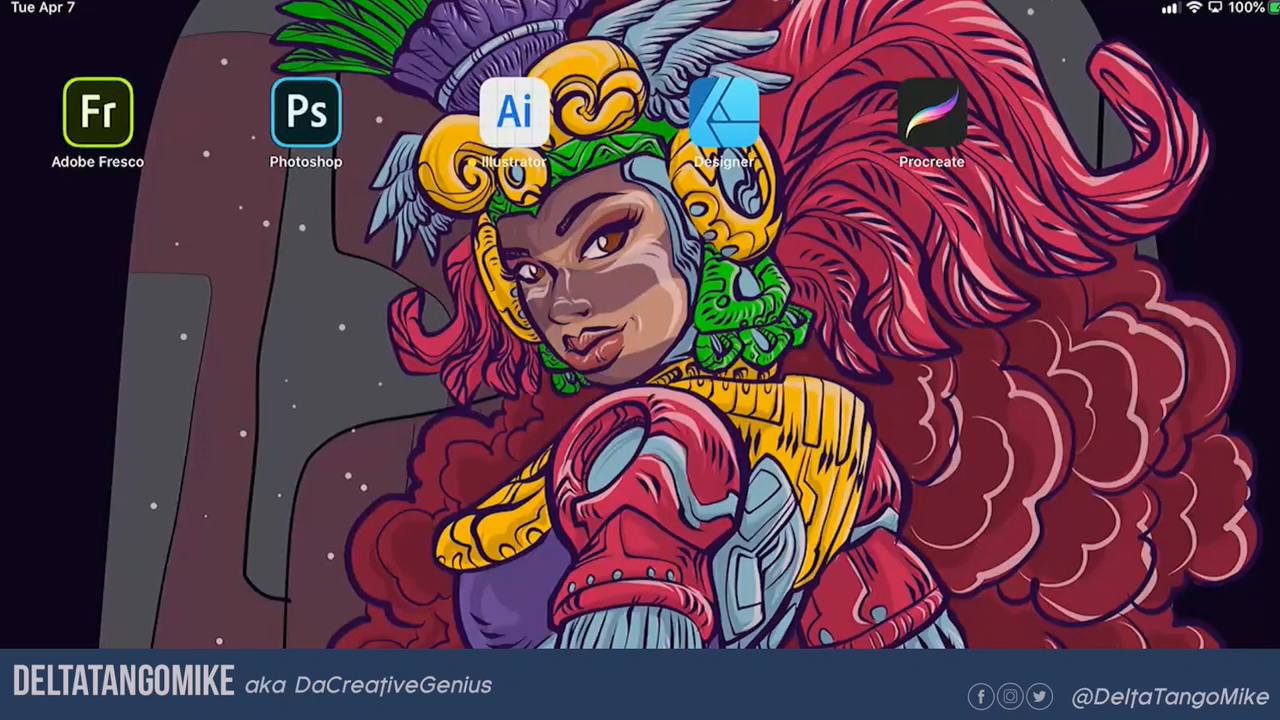 Tue Apr 7
100%
Fr
Ps
Ai
Adobe Fresco
Photoshop
Illustrator
Designer
Procreate
DELTATANGOMIKE aka DaCreativeGenius
@DeltaTangoMike